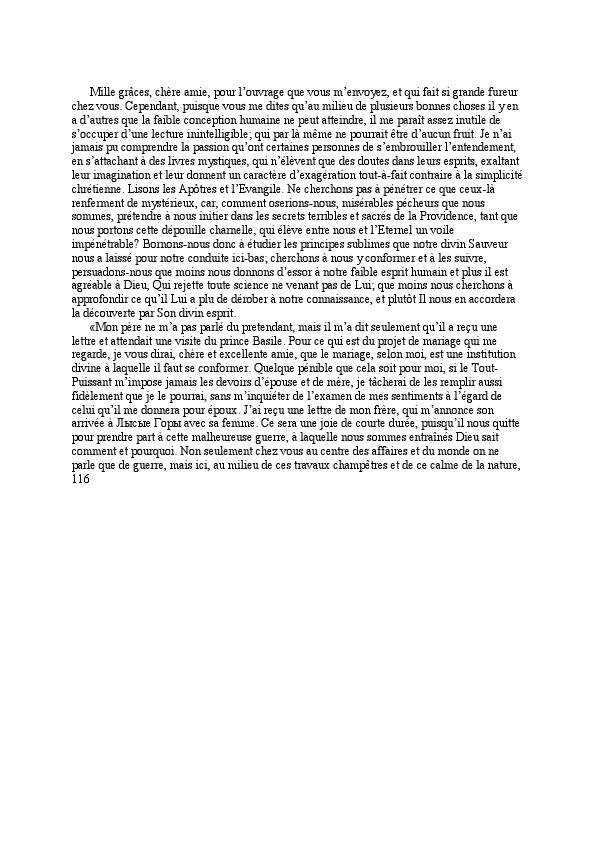 Mille grâces, chère amie, pour l’ouvrage que vous m’envoyez, et qui fait si grande fureur
chez vous. Cependant, puisque vous me dites qu’au milieu de plusieurs bonnes choses il y en
a d’autres que la faible conception humaine ne peut atteindre, il me paraît assez inutile de
s’occuper d’une lecture inintelligible; qui par là même ne pourrait être d’aucun fruit. Je n’ai
jamais pu comprendre la passion qu’ont certaines personnes de s’embrouiller l’entendement,
en s’attachant à des livres mystiques, qui n’élèvent que des doutes dans leurs esprits, exaltant
leur imagination et leur donnent un caractère d’exagération tout-à-fait contraire à la simplicité
chrétienne. Lisons les Apôtres et l’Evangile. Ne cherchons pas à pénétrer ce que ceux-là
renferment de mystérieux, car, comment oserions-nous, misérables pécheurs que nous
sommes, prétendre à nous initier dans les secrets terribles et sacrés de la Providence, tant que
nous portons cette dépouille charnelle, qui élève entre nous et l’Eternel un voile
impénétrable? Bornons-nous donc à étudier les principes sublimes que notre divin Sauveur
nous a laissé pour notre conduite ici-bas; cherchons à nous y conformer et à les suivre,
persuadons-nous que moins nous donnons d’essor à notre faible esprit humain et plus il est
agréable à Dieu, Qui rejette toute science ne venant pas de Lui; que moins nous cherchons à
approfondir ce qu’il Lui a plu de dérober à notre connaissance, et plutôt Il nous en accordera
la découverte par Son divin esprit.
«Mon père ne m’a pas parlé du pretendant, mais il m’a dit seulement qu’il a reçu une
lettre et attendait une visite du prince Basile. Pour ce qui est du projet de mariage qui me
regarde, je vous dirai, chère et excellente amie, que le mariage, selon moi, est une institution
divine à laquelle il faut se conformer. Quelque pénible que cela soit pour moi, si le Tout-
Puissant m’impose jamais les devoirs d’épouse et de mère, je tâcherai de les remplir aussi
fidèlement que je le pourrai, sans m’inquiéter de l’examen de mes sentiments à l’égard de
celui qu’il me donnera pour époux. J’ai reçu une lettre de mon frère, qui m’annonce son
arrivée à Лысые Горы avec sa femme. Ce sera une joie de courte durée, puisqu’il nous quitte
pour prendre part à cette malheureuse guerre, à laquelle nous sommes entraînés Dieu sait
comment et pourquoi. Non seulement chez vous au centre des affaires et du monde on ne
parle que de guerre, mais ici, au milieu de ces travaux champêtres et de ce calme de la nature,
116